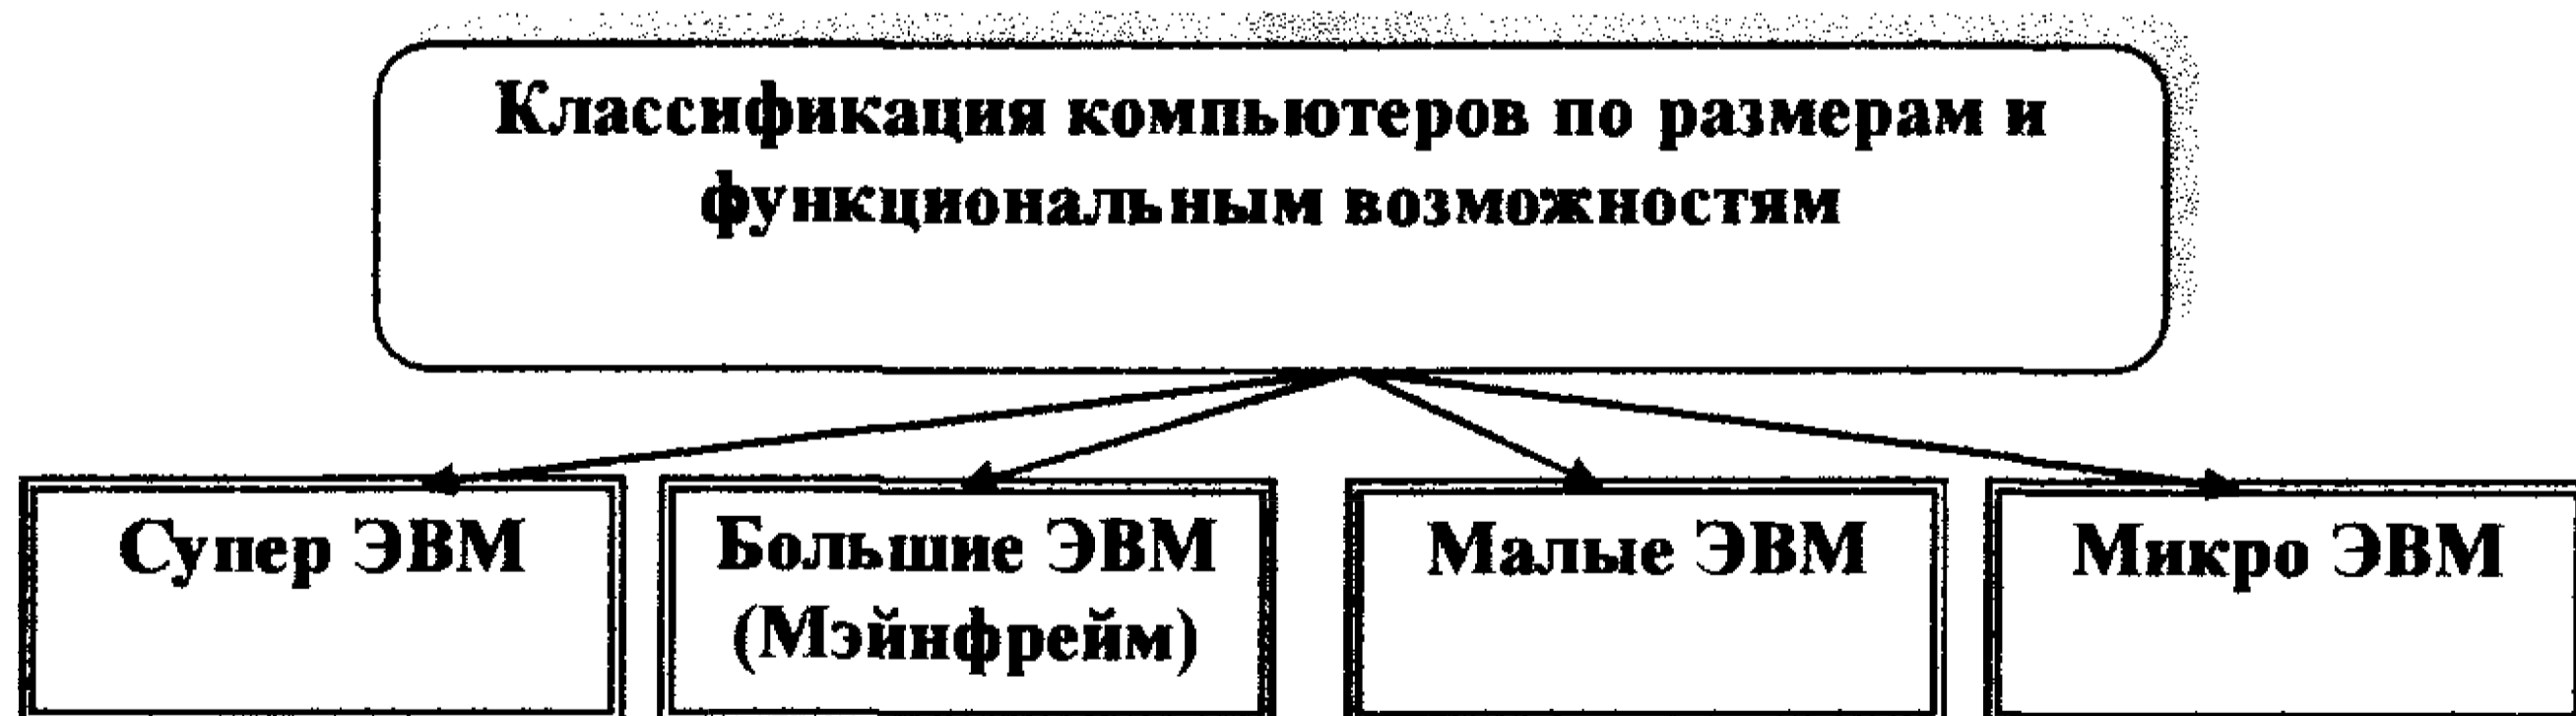 Классификация компьютеров по размерам и
функциональным возможностям
Супер ЭВМ
Большие ЭВМ
(Мэйнфрейм)
Малые ЭВМ
Микро ЭВМ